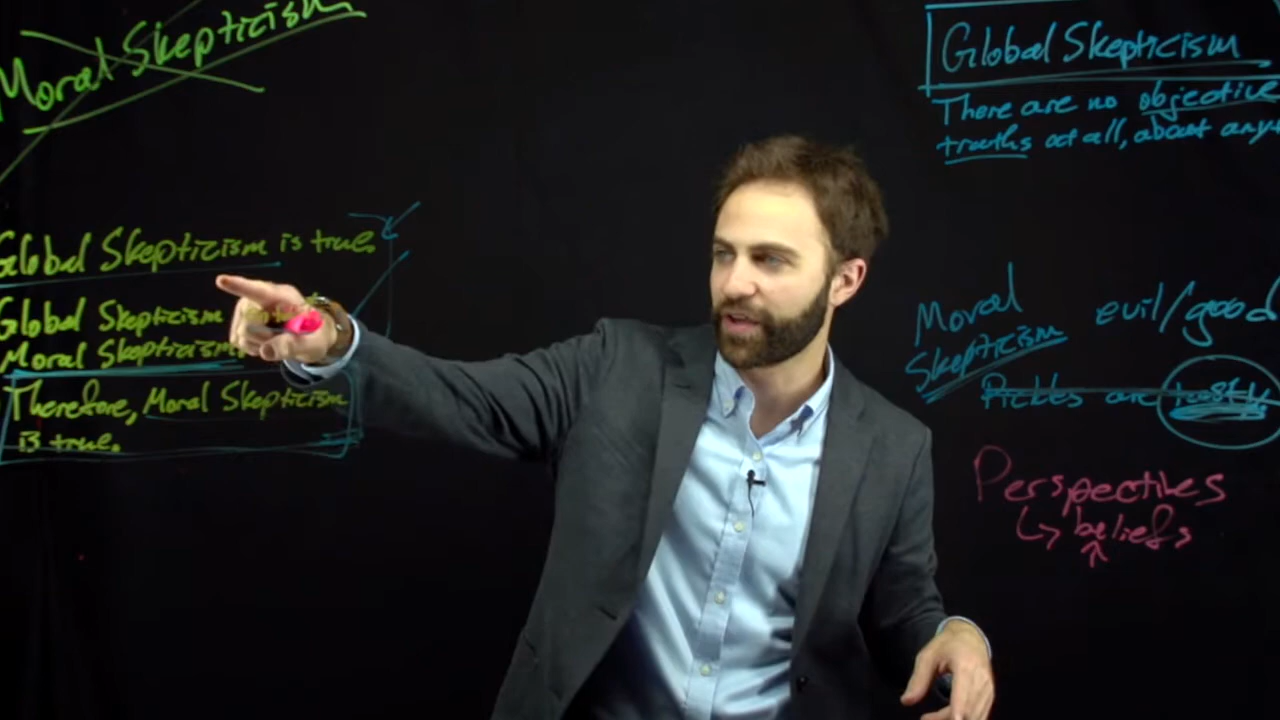 Moral Skepticism
Global Skepticism is true.
Global Skepticism
Moral Skepticism
Therefore, Moral Skepticism
is true.
Global Skepticism
There are no objective
truths at all, about
Moral
Skepticism
evil/good
Pickles are tasty
Perspectives
↳ beliefs